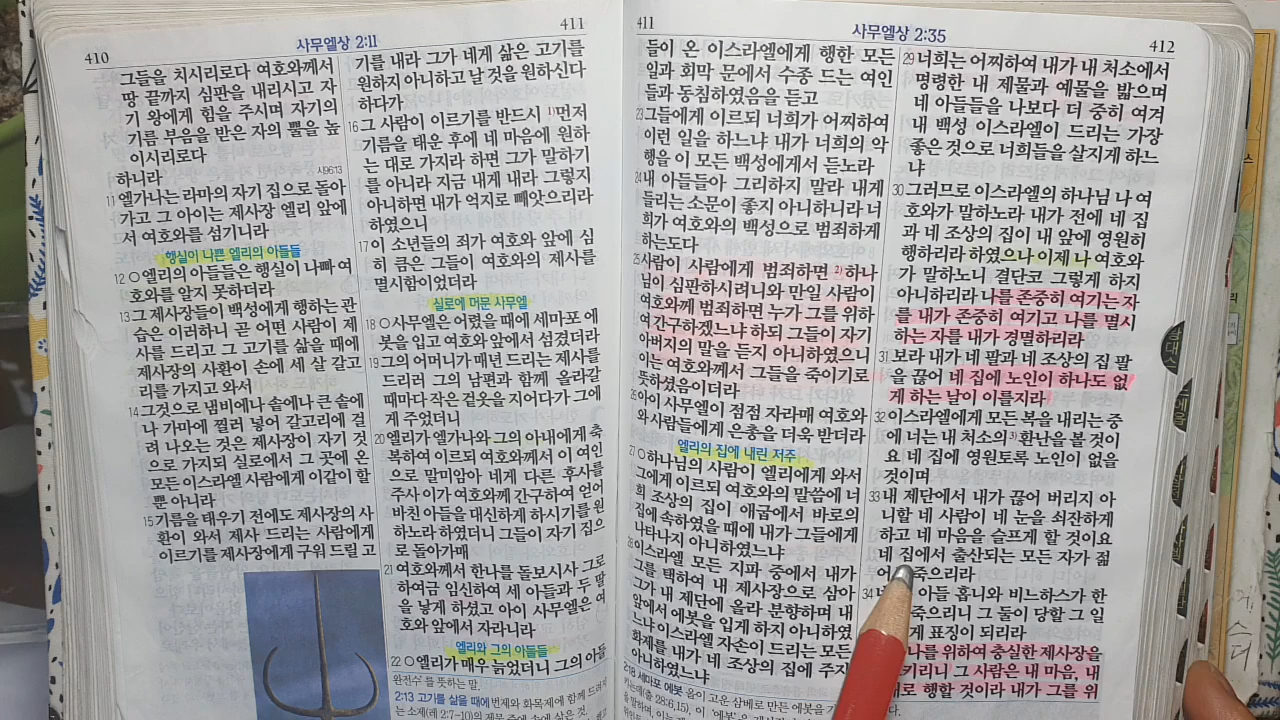 410
사무엘상 2:11
411
그들을 치시리로다 여호와께서
땅 끝까지 심판을 내리시고 자
기 왕에게 힘을 주시며 자기의
기름 부음을 받은 자의 뿔을 높
이시리로다
하니라
시96:13
11 엘가나는 라마의 자기 집으로 돌아
가고 그 아이는 제사장 엘리 앞에
서 여호와를 섬기니라
행실이 나쁜 엘리의 아들들
12 ○엘리의 아들들은 행실이 나빠 여
호와를 알지 못하더라
13 그 제사장들이 백성에게 행하는 관
습은 이러하니 곧 어떤 사람이 제
사를 드리고 그 고기를 삶을 때에
제사장의 사환이 손에 세 살 갈고
리를 가지고 와서
14 그것으로 냄비에나 솥에나 큰 솥에
나 가마에 찔러 넣어 갈고리에 걸
려 나오는 것은 제사장이 자기 것
으로 가지되 실로에서 그 곳에 온
모든 이스라엘 사람에게 이같이 할
뿐 아니라
15 기름을 태우기 전에도 제사장의 사
환이 와서 제사 드리는 사람에게
이르기를 제사장에게 구워 드릴 고
기를 내라 그가 네게 삶은 고기를
원하지 아니하고 날 것을 원하신다
하다가
16 그 사람이 이르기를 반드시 1)먼저
기름을 태운 후에 네 마음에 원하
는 대로 가지라 하면 그가 말하기
를 아니라 지금 내게 내라 그렇지
아니하면 내가 억지로 빼앗으리라
하였으니
17 이 소년들의 죄가 여호와 앞에 심
히 큼은 그들이 여호와의 제사를
멸시함이었더라
실로에 머문 사무엘
18 ○사무엘은 어렸을 때에 세마포 에
봇을 입고 여호와 앞에서 섬겼더라
19 그의 어머니가 매년 드리는 제사를
드리러 그의 남편과 함께 올라갈
때마다 작은 겉옷을 지어다가 그에
게 주었더니
20 엘리가 엘가나와 그의 아내에게 축
복하여 이르되 여호와께서 이 여인
으로 말미암아 네게 다른 후사를
주사 이가 여호와께 간구하여 얻어
바친 아들을 대신하게 하시기를 원
하노라 하였더니 그들이 자기 집으
로 돌아가매
21 여호와께서 한나를 돌보시사 그로
하여금 임신하여 세 아들과 두 딸
을 낳게 하셨고 아이 사무엘은 여
호와 앞에서 자라니라
엘리와 그의 아들들
22 ○엘리가 매우 늙었더니 그의 아들
완전수'를 뜻하는 말.
2:13 고기를 삶을 때에 번제와 화목제에 함께 드려지
는 소제(레 2:7-10)의 제물 중에 솥에 삶은 것.
411
사무엘상 2:35
412
들이 온 이스라엘에게 행한 모든
일과 회막 문에서 수종 드는 여인
들과 동침하였음을 듣고
23 그들에게 이르되 너희가 어찌하여
이런 일을 하느냐 내가 너희의 악
행을 이 모든 백성에게서 듣노라
24 내 아들들아 그리하지 말라 내게
들리는 소문이 좋지 아니하니라 너
희가 여호와의 백성으로 범죄하게
하는도다
25 사람이 사람에게 범죄하면 2)하나
님이 심판하시려니와 만일 사람이
여호와께 범죄하면 누가 그를 위하
여 간구하겠느냐 하되 그들이 자기
아버지의 말을 듣지 아니하였으니
이는 여호와께서 그들을 죽이기로
뜻하셨음이더라
26 아이 사무엘이 점점 자라매 여호와
와 사람들에게 은총을 더욱 받더라
엘리의 집에 내린 저주
27 ○하나님의 사람이 엘리에게 와서
그에게 이르되 여호와의 말씀에 너
희 조상의 집이 애굽에서 바로의
집에 속하였을 때에 내가 그들에게
나타나지 아니하였느냐
28 이스라엘 모든 지파 중에서 내가
그를 택하여 내 제사장으로 삼아
그가 내 제단에 올라 분향하며 내
앞에서 에봇을 입게 하지 아니하였
느냐 이스라엘 자손이 드리는 모든
화제를 내가 네 조상의 집에 주지
아니하였느냐
2:18 세마포 에봇 올이 고운 삼베로 만든 에봇을
29 너희는 어찌하여 내가 내 처소에서
명령한 내 제물과 예물을 밟으며
네 아들들을 나보다 더 중히 여겨
내 백성 이스라엘이 드리는 가장
좋은 것으로 너희들을 살지게 하느
냐
30 그러므로 이스라엘의 하나님 나 여
호와가 말하노라 내가 전에 네 집
과 네 조상의 집이 내 앞에 영원히
행하리라 하였으나 이제 나 여호와
가 말하노니 결단코 그렇게 하지
아니하리라 나를 존중히 여기는 자
를 내가 존중히 여기고 나를 멸시
하는 자를 내가 경멸하리라
31 보라 내가 네 팔과 네 조상의 집 팔
을 끊어 네 집에 노인이 하나도 없
게 하는 날이 이를지라
32 이스라엘에게 모든 복을 내리는 중
에 너는 내 처소의 3)환난을 볼 것이
요 네 집에 영원토록 노인이 없을
것이며
33 내 제단에서 내가 끊어 버리지 아
니할 네 사람이 네 눈을 쇠잔하게
하고 네 마음을 슬프게 할 것이요
네 집에서 출산되는 모든 자가 젊
어 죽으리라
34 아들 홉니와 비느하스가 한
죽으리니 그 둘이 당할 그 일
게 표징이 되리라
나를 위하여 충실한 제사장을
키리니 그 사람은 내 마음, 내
로 행할 것이라 내가 그를 위